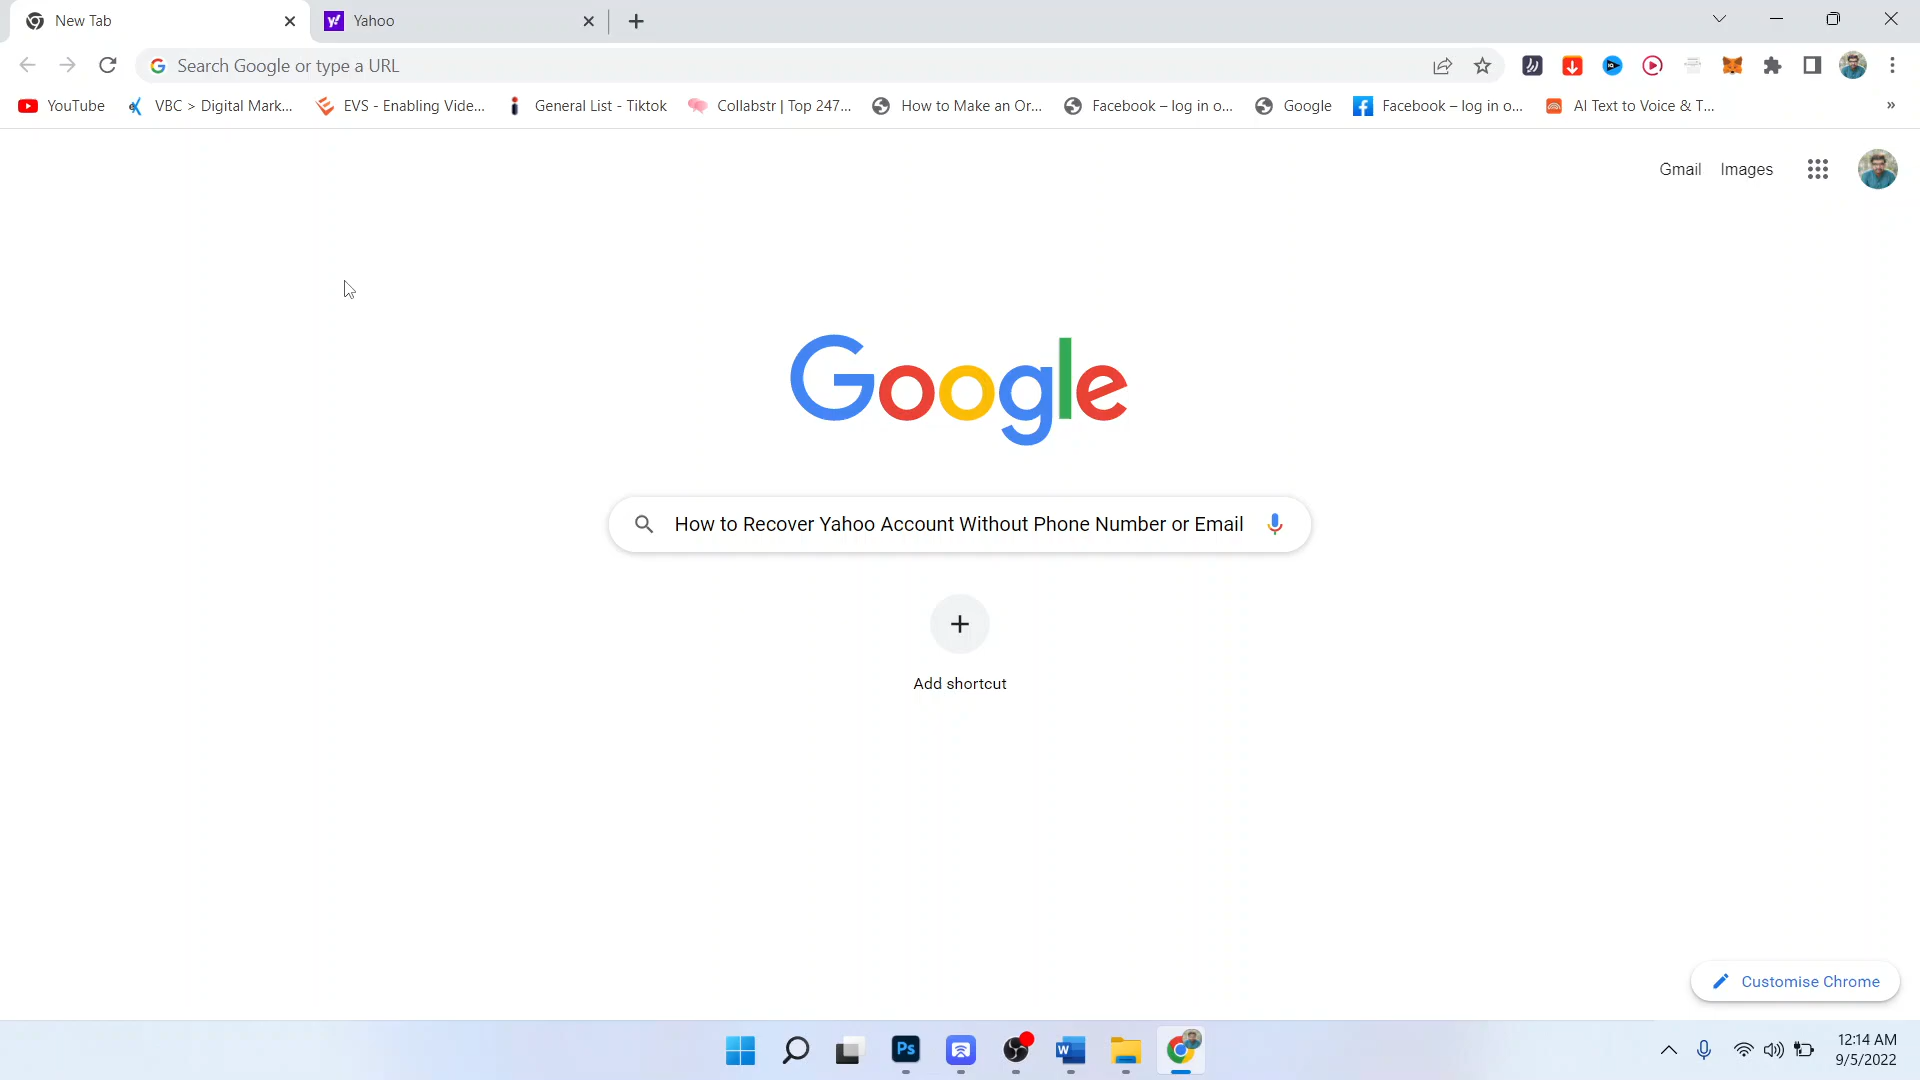 New Tab
Yahoo
Search Google or type a URL
YouTube
VBC > Digital Mark...
EVS - Enabling Vide...
General List - Tiktok
Collabstr | Top 247...
How to Make an Or...
Facebook – log in o...
Google
Facebook – log in o...
AI Text to Voice & T...
Gmail
Images
Google
How to Recover Yahoo Account Without Phone Number or Email
Add shortcut
Customise Chrome
Ps
W
12:14 AM
9/5/2022